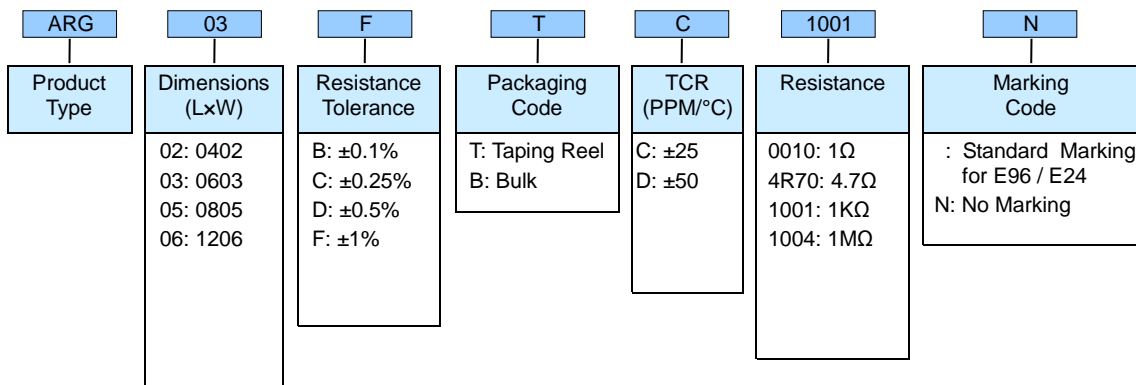 ARG 03 F T C 1001 N
Product Type
Dimensions (L×W)
Resistance Tolerance
Packaging Code
TCR (PPM/°C)
Resistance
Marking Code
02: 0402
03: 0603
05: 0805
06: 1206
B: ±0.1%
C: ±0.25%
D: ±0.5%
F: ±1%
T: Taping Reel
B: Bulk
C: ±25
D: ±50
0010: 1Ω
4R70: 4.7Ω
1001: 1KΩ
1004: 1MΩ
: Standard Marking
for E96 / E24
N: No Marking